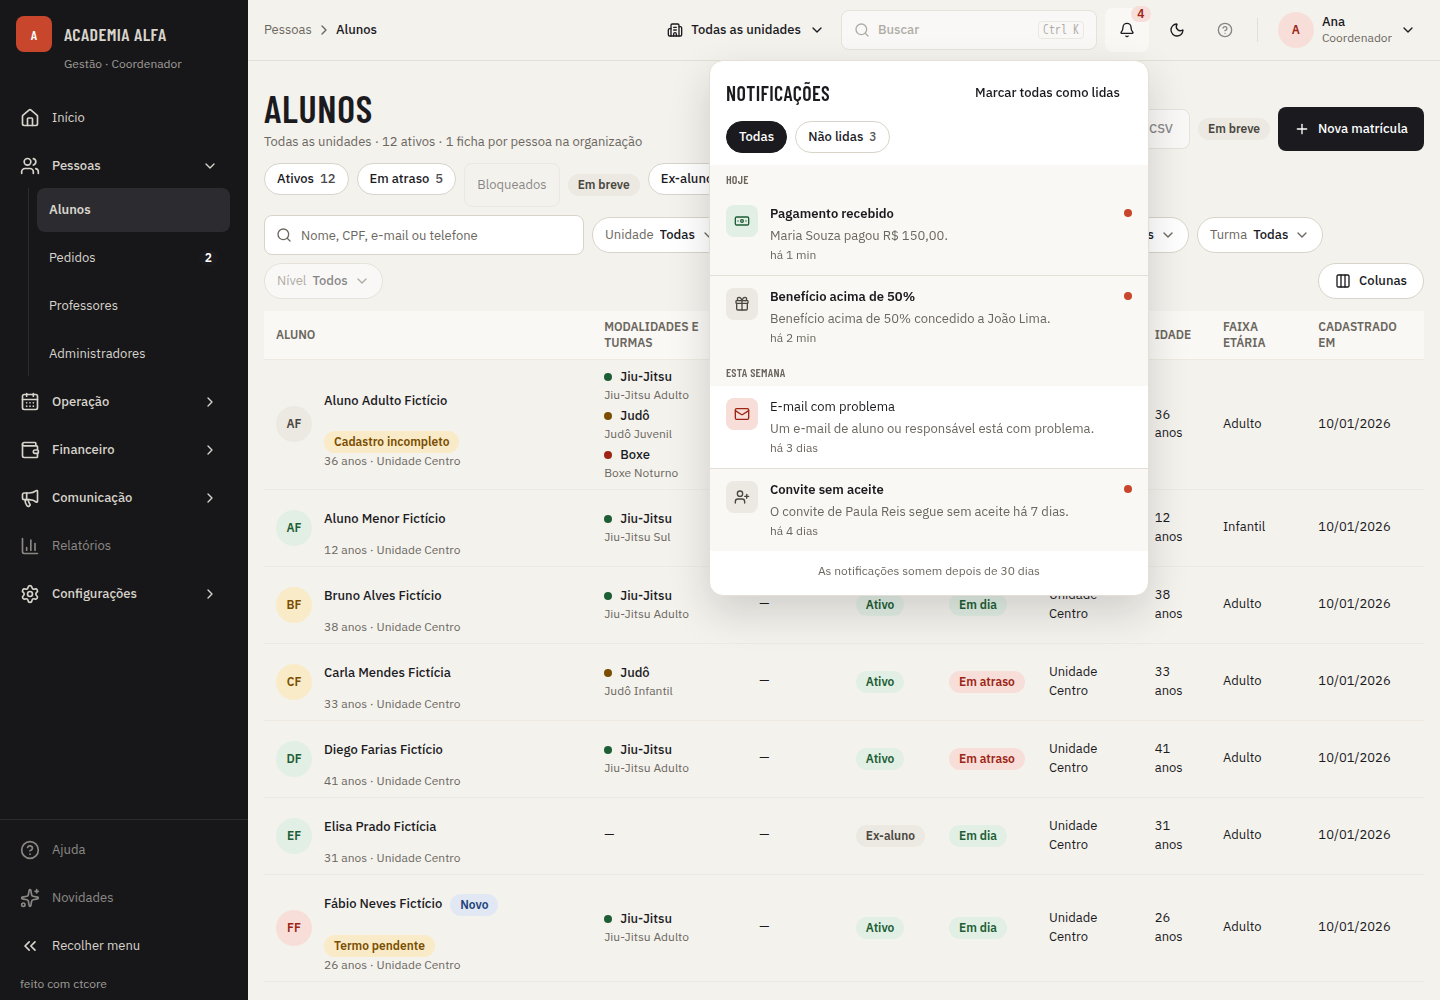 A
ACADEMIA ALFA
Gestão · Coordenador
Início
Pessoas
Alunos
Pedidos 2
Professores
Administradores
Operação
Financeiro
Comunicação
Relatórios
Configurações
Ajuda
Novidades
Recolher menu
feito com ctcore
Pessoas > Alunos
Todas as unidades
Buscar Ctrl K
4
A
Ana
Coordenador
ALUNOS
Todas as unidades · 12 ativos · 1 ficha por pessoa na organização
CSV
Em breve
+ Nova matrícula
Ativos 12
Em atraso 5
Bloqueados
Em breve
Nome, CPF, e-mail ou telefone
Unidade Todas
Turma Todas
Nível Todos
Colunas
NOTIFICAÇÕES
Marcar todas como lidas
Todas
Não lidas 3
HOJE
Pagamento recebido
Maria Souza pagou R$ 150,00.
há 1 min
Benefício acima de 50%
Benefício acima de 50% concedido a João Lima.
há 2 min
ESTA SEMANA
E-mail com problema
Um e-mail de aluno ou responsável está com problema.
há 3 dias
Convite sem aceite
O convite de Paula Reis segue sem aceite há 7 dias.
há 4 dias
As notificações somem depois de 30 dias
ALUNO
MODALIDADES E
TURMAS
IDADE
FAIXA
ETÁRIA
CADASTRADO
EM
AF
Aluno Adulto Fictício
Cadastro incompleto
36 anos · Unidade Centro
Jiu-Jitsu
Jiu-Jitsu Adulto
Judô
Judô Juvenil
Boxe
Boxe Noturno
36
anos
Adulto
10/01/2026
AF
Aluno Menor Fictício
12 anos · Unidade Centro
Jiu-Jitsu
Jiu-Jitsu Sul
12
anos
Infantil
10/01/2026
BF
Bruno Alves Fictício
38 anos · Unidade Centro
Jiu-Jitsu
Jiu-Jitsu Adulto
—
Ativo
Em dia
Unidade
Centro
38
anos
Adulto
10/01/2026
CF
Carla Mendes Fictícia
33 anos · Unidade Centro
Judô
Judô Infantil
—
Ativo
Em atraso
Unidade
Centro
33
anos
Adulto
10/01/2026
DF
Diego Farias Fictício
41 anos · Unidade Centro
Jiu-Jitsu
Jiu-Jitsu Adulto
—
Ativo
Em atraso
Unidade
Centro
41
anos
Adulto
10/01/2026
EF
Elisa Prado Fictícia
31 anos · Unidade Centro
—
—
Ex-aluno
Em dia
Unidade
Centro
31
anos
Adulto
10/01/2026
FF
Fábio Neves Fictício
Novo
Termo pendente
26 anos · Unidade Centro
Jiu-Jitsu
Jiu-Jitsu Adulto
—
Ativo
Em dia
Unidade
Centro
26
anos
Adulto
10/01/2026